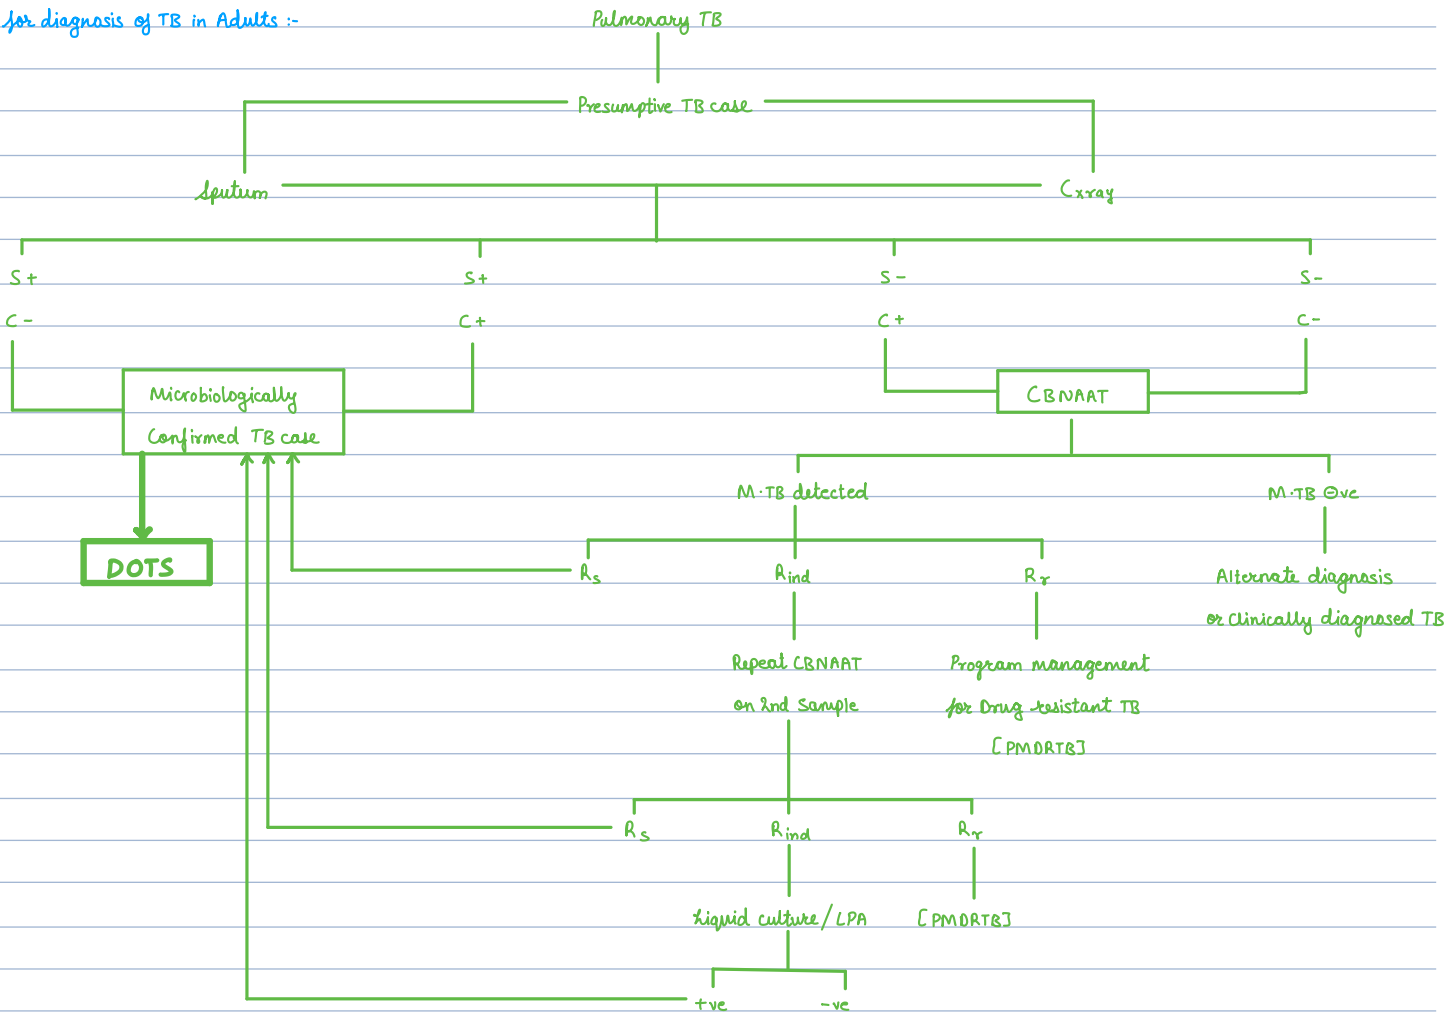 for diagnosis of TB in Adults :-
Pulmonary TB
Presumptive TB case
Sputum
Cxray
S+
S+
S-
S-
C-
C+
C+
C-
Microbiologically
Confirmed TB case
CBNAAT
M·TB detected
M·TB ⊖ve
DOTS
Rs
Rind
Rr
Alternate diagnosis
or Clinically diagnosed TB
Repeat CBNAAT
on 2nd Sample
Program management
for Drug resistant TB
[PMDRTB]
Rs
Rind
Rr
Liquid culture/LPA
[PMDRTB]
+ve
-ve